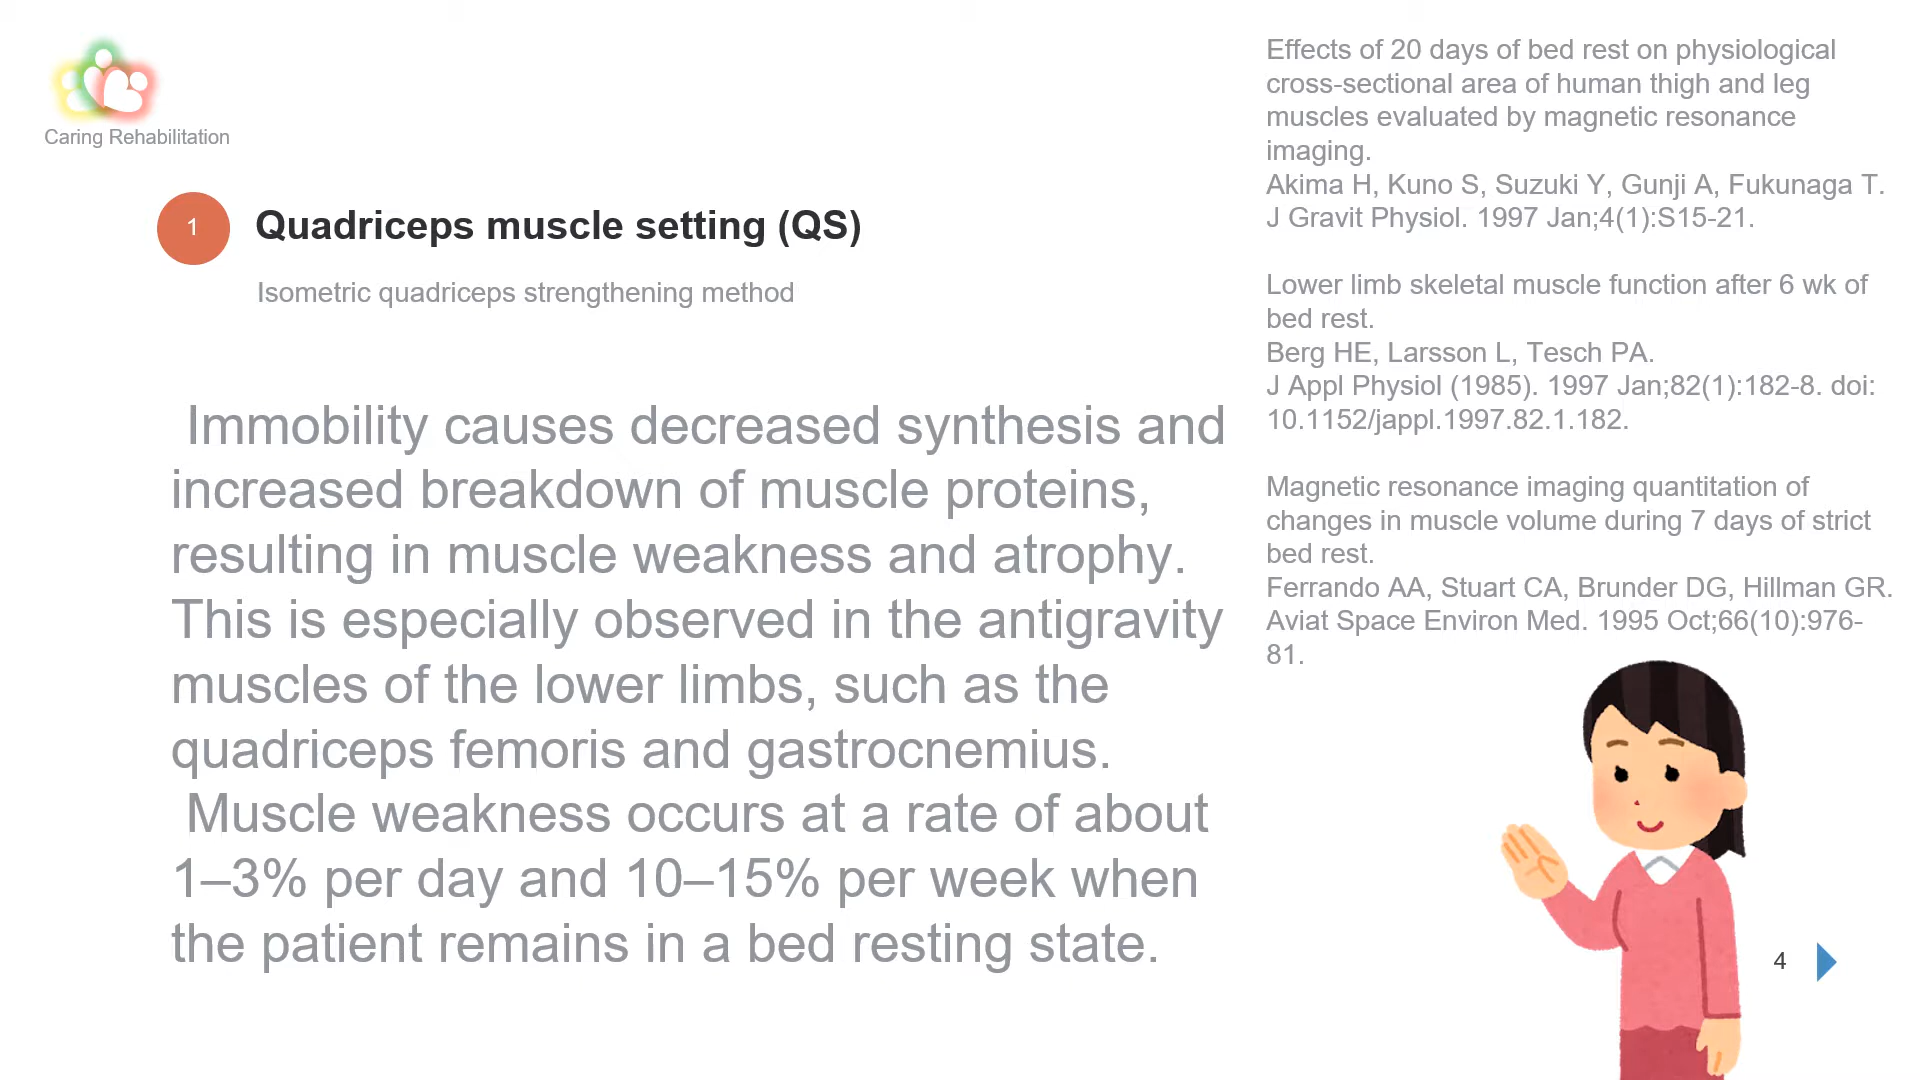 Caring Rehabilitation
1
Quadriceps muscle setting (QS)
Isometric quadriceps strengthening method
Immobility causes decreased synthesis and
increased breakdown of muscle proteins,
resulting in muscle weakness and atrophy.
This is especially observed in the antigravity
muscles of the lower limbs, such as the
quadriceps femoris and gastrocnemius.
Muscle weakness occurs at a rate of about
1–3% per day and 10–15% per week when
the patient remains in a bed resting state.
Effects of 20 days of bed rest on physiological
cross-sectional area of human thigh and leg
muscles evaluated by magnetic resonance
imaging.
Akima H, Kuno S, Suzuki Y, Gunji A, Fukunaga T.
J Gravit Physiol. 1997 Jan;4(1):S15-21.
Lower limb skeletal muscle function after 6 wk of
bed rest.
Berg HE, Larsson L, Tesch PA.
J Appl Physiol (1985). 1997 Jan;82(1):182-8. doi:
10.1152/jappl.1997.82.1.182.
Magnetic resonance imaging quantitation of
changes in muscle volume during 7 days of strict
bed rest.
Ferrando AA, Stuart CA, Brunder DG, Hillman GR.
Aviat Space Environ Med. 1995 Oct;66(10):976-
81.
4